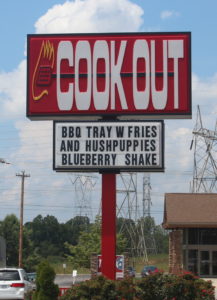 COOK OUT
BBQ TRAY W FRIES
AND HUSHPUPPIES
BLUEBERRY SHAKE